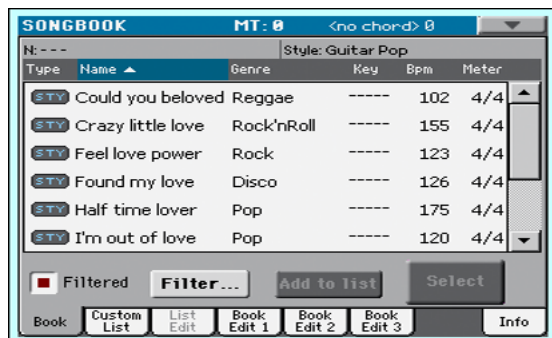 SONGBOOK MT: 0 <no chord> 0
N: - - - Style: Guitar Pop
Type Name Genre Key Bpm Meter
STY Could you beloved Reggae ----- 102 4/4
STY Crazy little love Rock'nRoll ----- 155 4/4
STY Feel love power Rock ----- 123 4/4
STY Found my love Disco ----- 126 4/4
STY Half time lover Pop ----- 175 4/4
STY I'm out of love Pop ----- 120 4/4
Filtered Filter... Add to list Select
Book Custom List List Edit Book Edit 1 Book Edit 2 Book Edit 3 Info